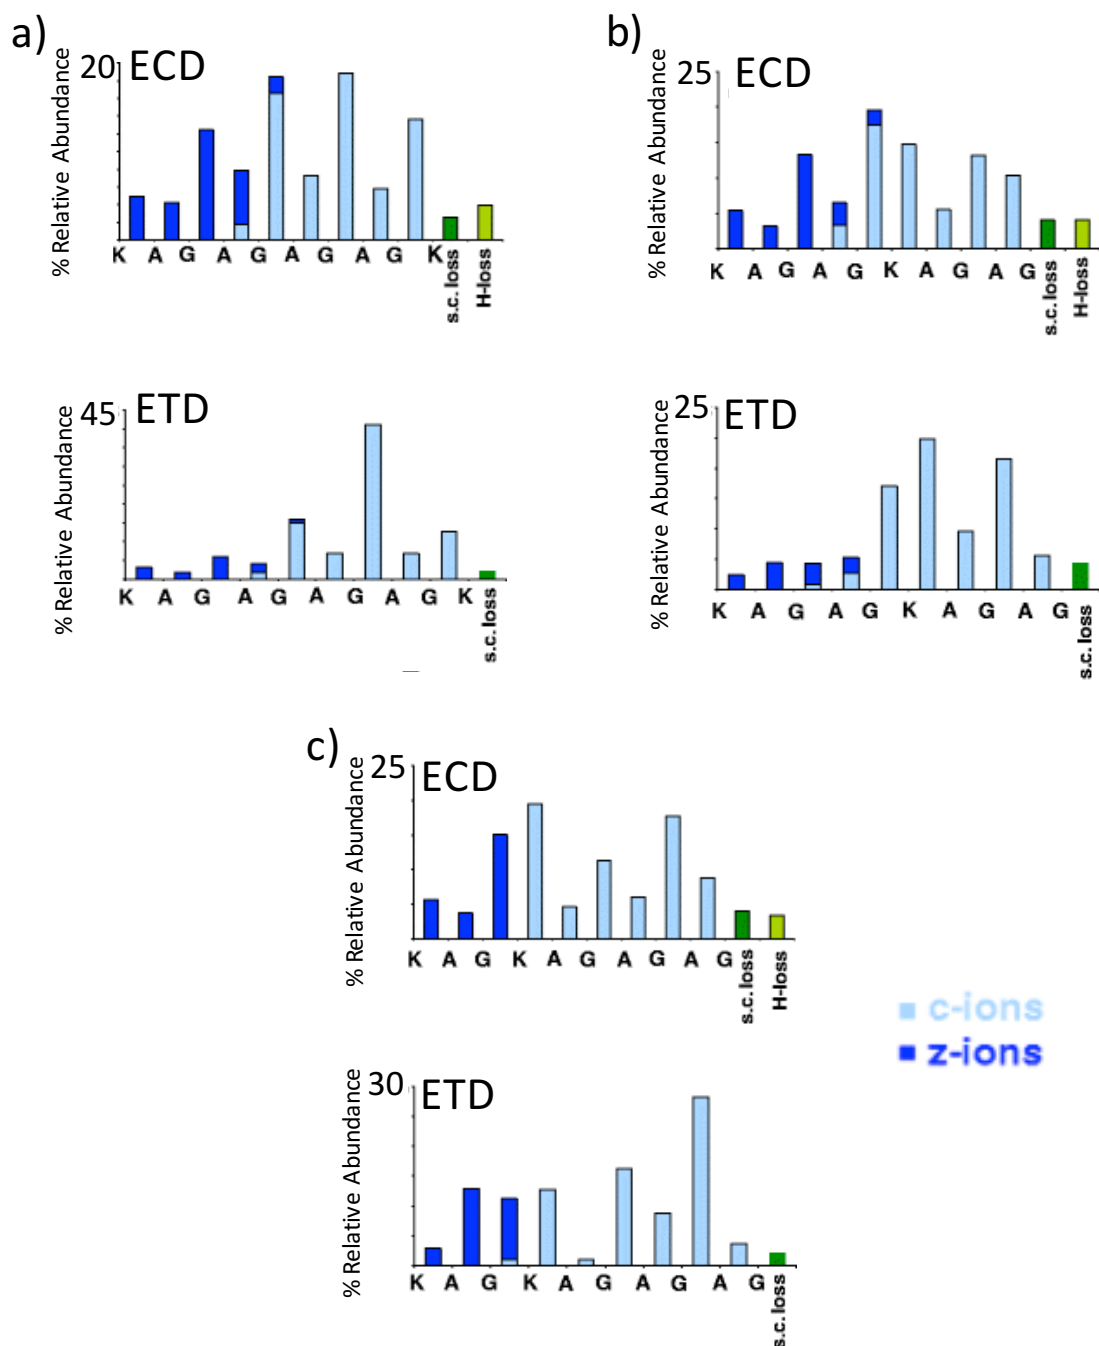 a)
20 ECD
% Relative Abundance
K A G A G A G A G K s.c. loss H-loss
b)
25 ECD
% Relative Abundance
K A G A G K A G A G s.c. loss H-loss
45 ETD
% Relative Abundance
K A G A G A G A G K s.c. loss
25 ETD
% Relative Abundance
K A G A G K A G A G s.c. loss
c)
25 ECD
% Relative Abundance
K A G K A G A G A G s.c. loss H-loss
c-ions
z-ions
30 ETD
% Relative Abundance
K A G K A G A G A G s.c. loss